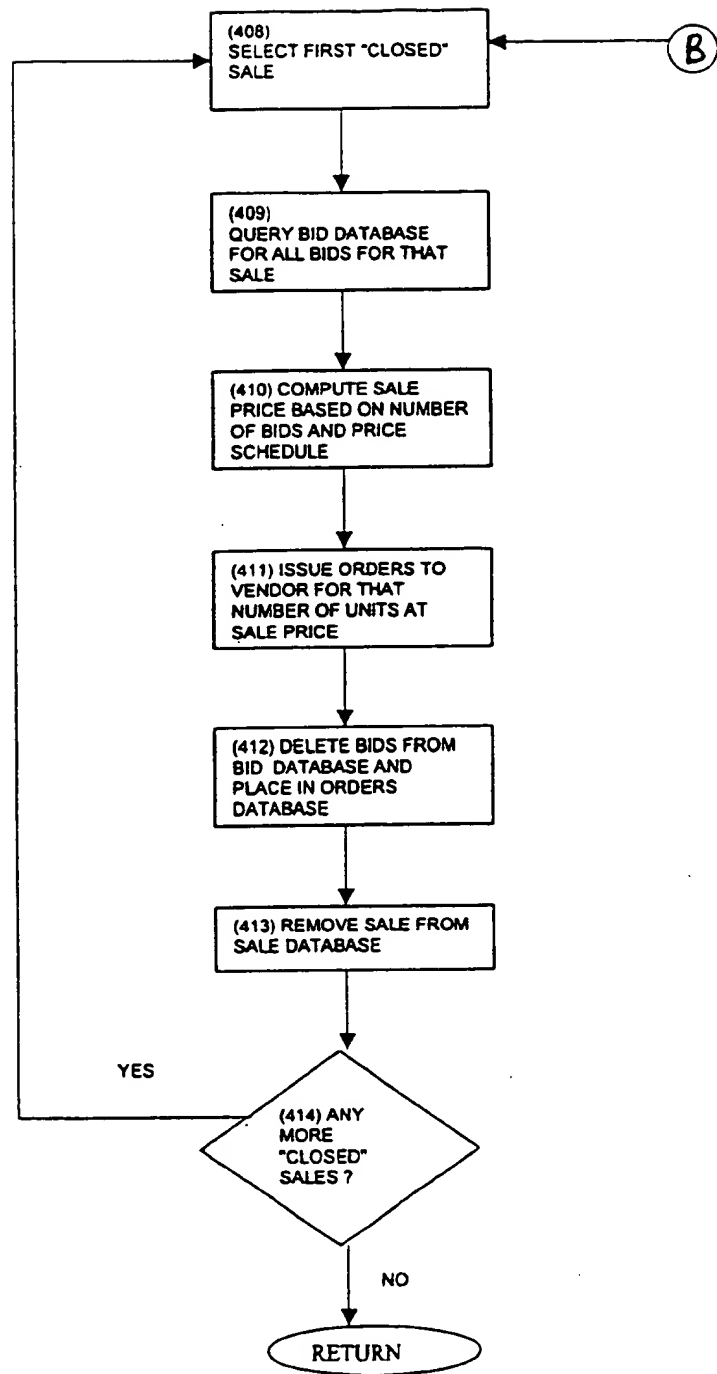 (408)
SELECT FIRST "CLOSED"
SALE
B
(409)
QUERY BID DATABASE
FOR ALL BIDS FOR THAT
SALE
(410) COMPUTE SALE
PRICE BASED ON NUMBER
OF BIDS AND PRICE
SCHEDULE
(411) ISSUE ORDERS TO
VENDOR FOR THAT
NUMBER OF UNITS AT
SALE PRICE
(412) DELETE BIDS FROM
BID DATABASE AND
PLACE IN ORDERS
DATABASE
(413) REMOVE SALE FROM
SALE DATABASE
YES
(414) ANY
MORE
"CLOSED"
SALES ?
NO
RETURN